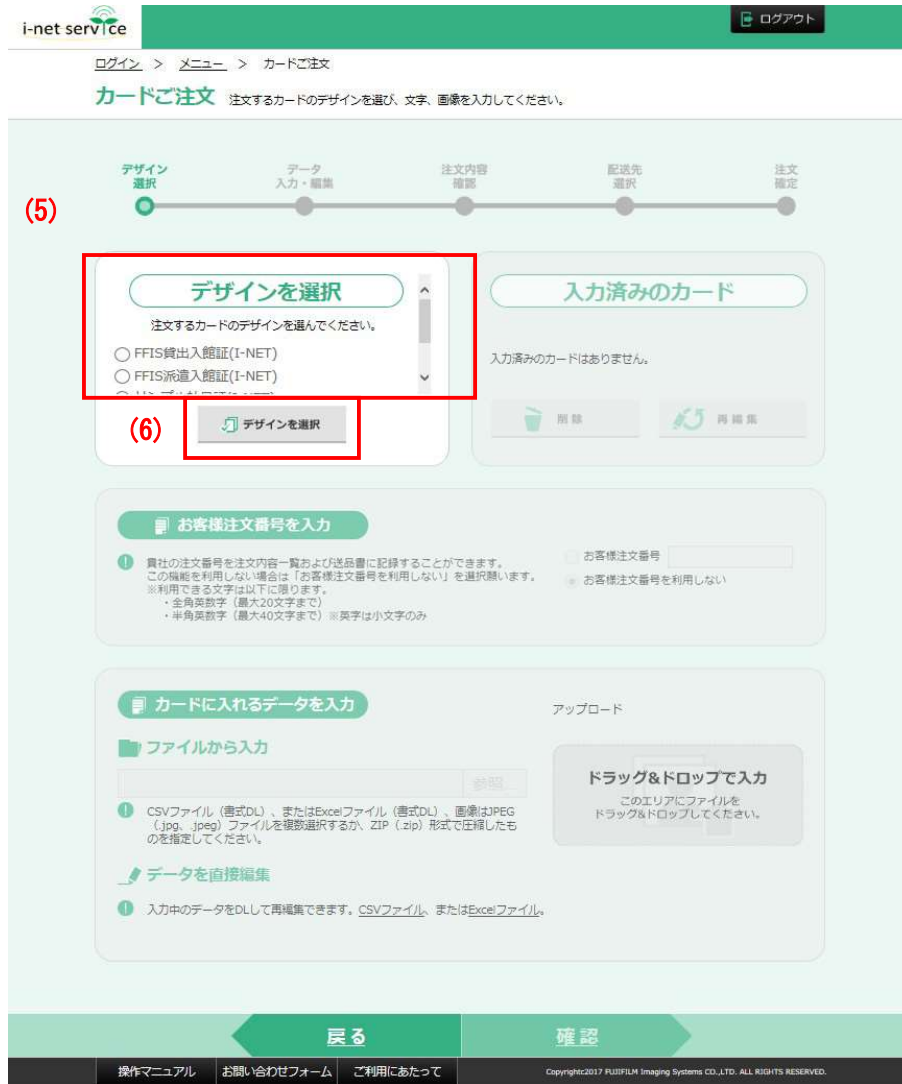 i-net service
ログアウト
ログイン > メニュー > カードご注文
カードご注文 注文するカードのデザインを選び、文字、画像を入力してください。
デザイン
選択
データ
入力・編集
注文内容
確認
配送先
選択
注文
確定
(5)
デザインを選択
注文するカードのデザインを選んでください。
FFIS貸出入館証(I-NET)
FFIS派遣入館証(I-NET)
(6)
デザインを選択
入力済みのカード
入力済みのカードはありません。
削除
再編集
お客様注文番号を入力
貴社の注文番号を注文内容一覧および送品書に記録することができます。
この機能を利用しない場合は「お客様注文番号を利用しない」を選択願います。
※利用できる文字は以下に限ります。
・全角英数字（最大20文字まで）
・半角英数字（最大40文字まで）※英字は小文字のみ
お客様注文番号
お客様注文番号を利用しない
カードに入れるデータを入力
ファイルから入力
参照...
CSVファイル（書式DL）、またはExcelファイル（書式DL）、画像はJPEG
（.jpg、.jpeg）ファイルを複数選択するか、ZIP（.zip）形式で圧縮したも
のを指定してください。
データを直接編集
入力中のデータをDLして再編集できます。CSVファイル、またはExcelファイル。
アップロード
ドラッグ&ドロップで入力
このエリアにファイルを
ドラッグ&ドロップしてください。
戻る
確認
操作マニュアル
お問い合わせフォーム
ご利用にあたって
Copyrightc2017 FUJIFILM Imaging Systems CO.,LTD. ALL RIGHTS RESERVED.